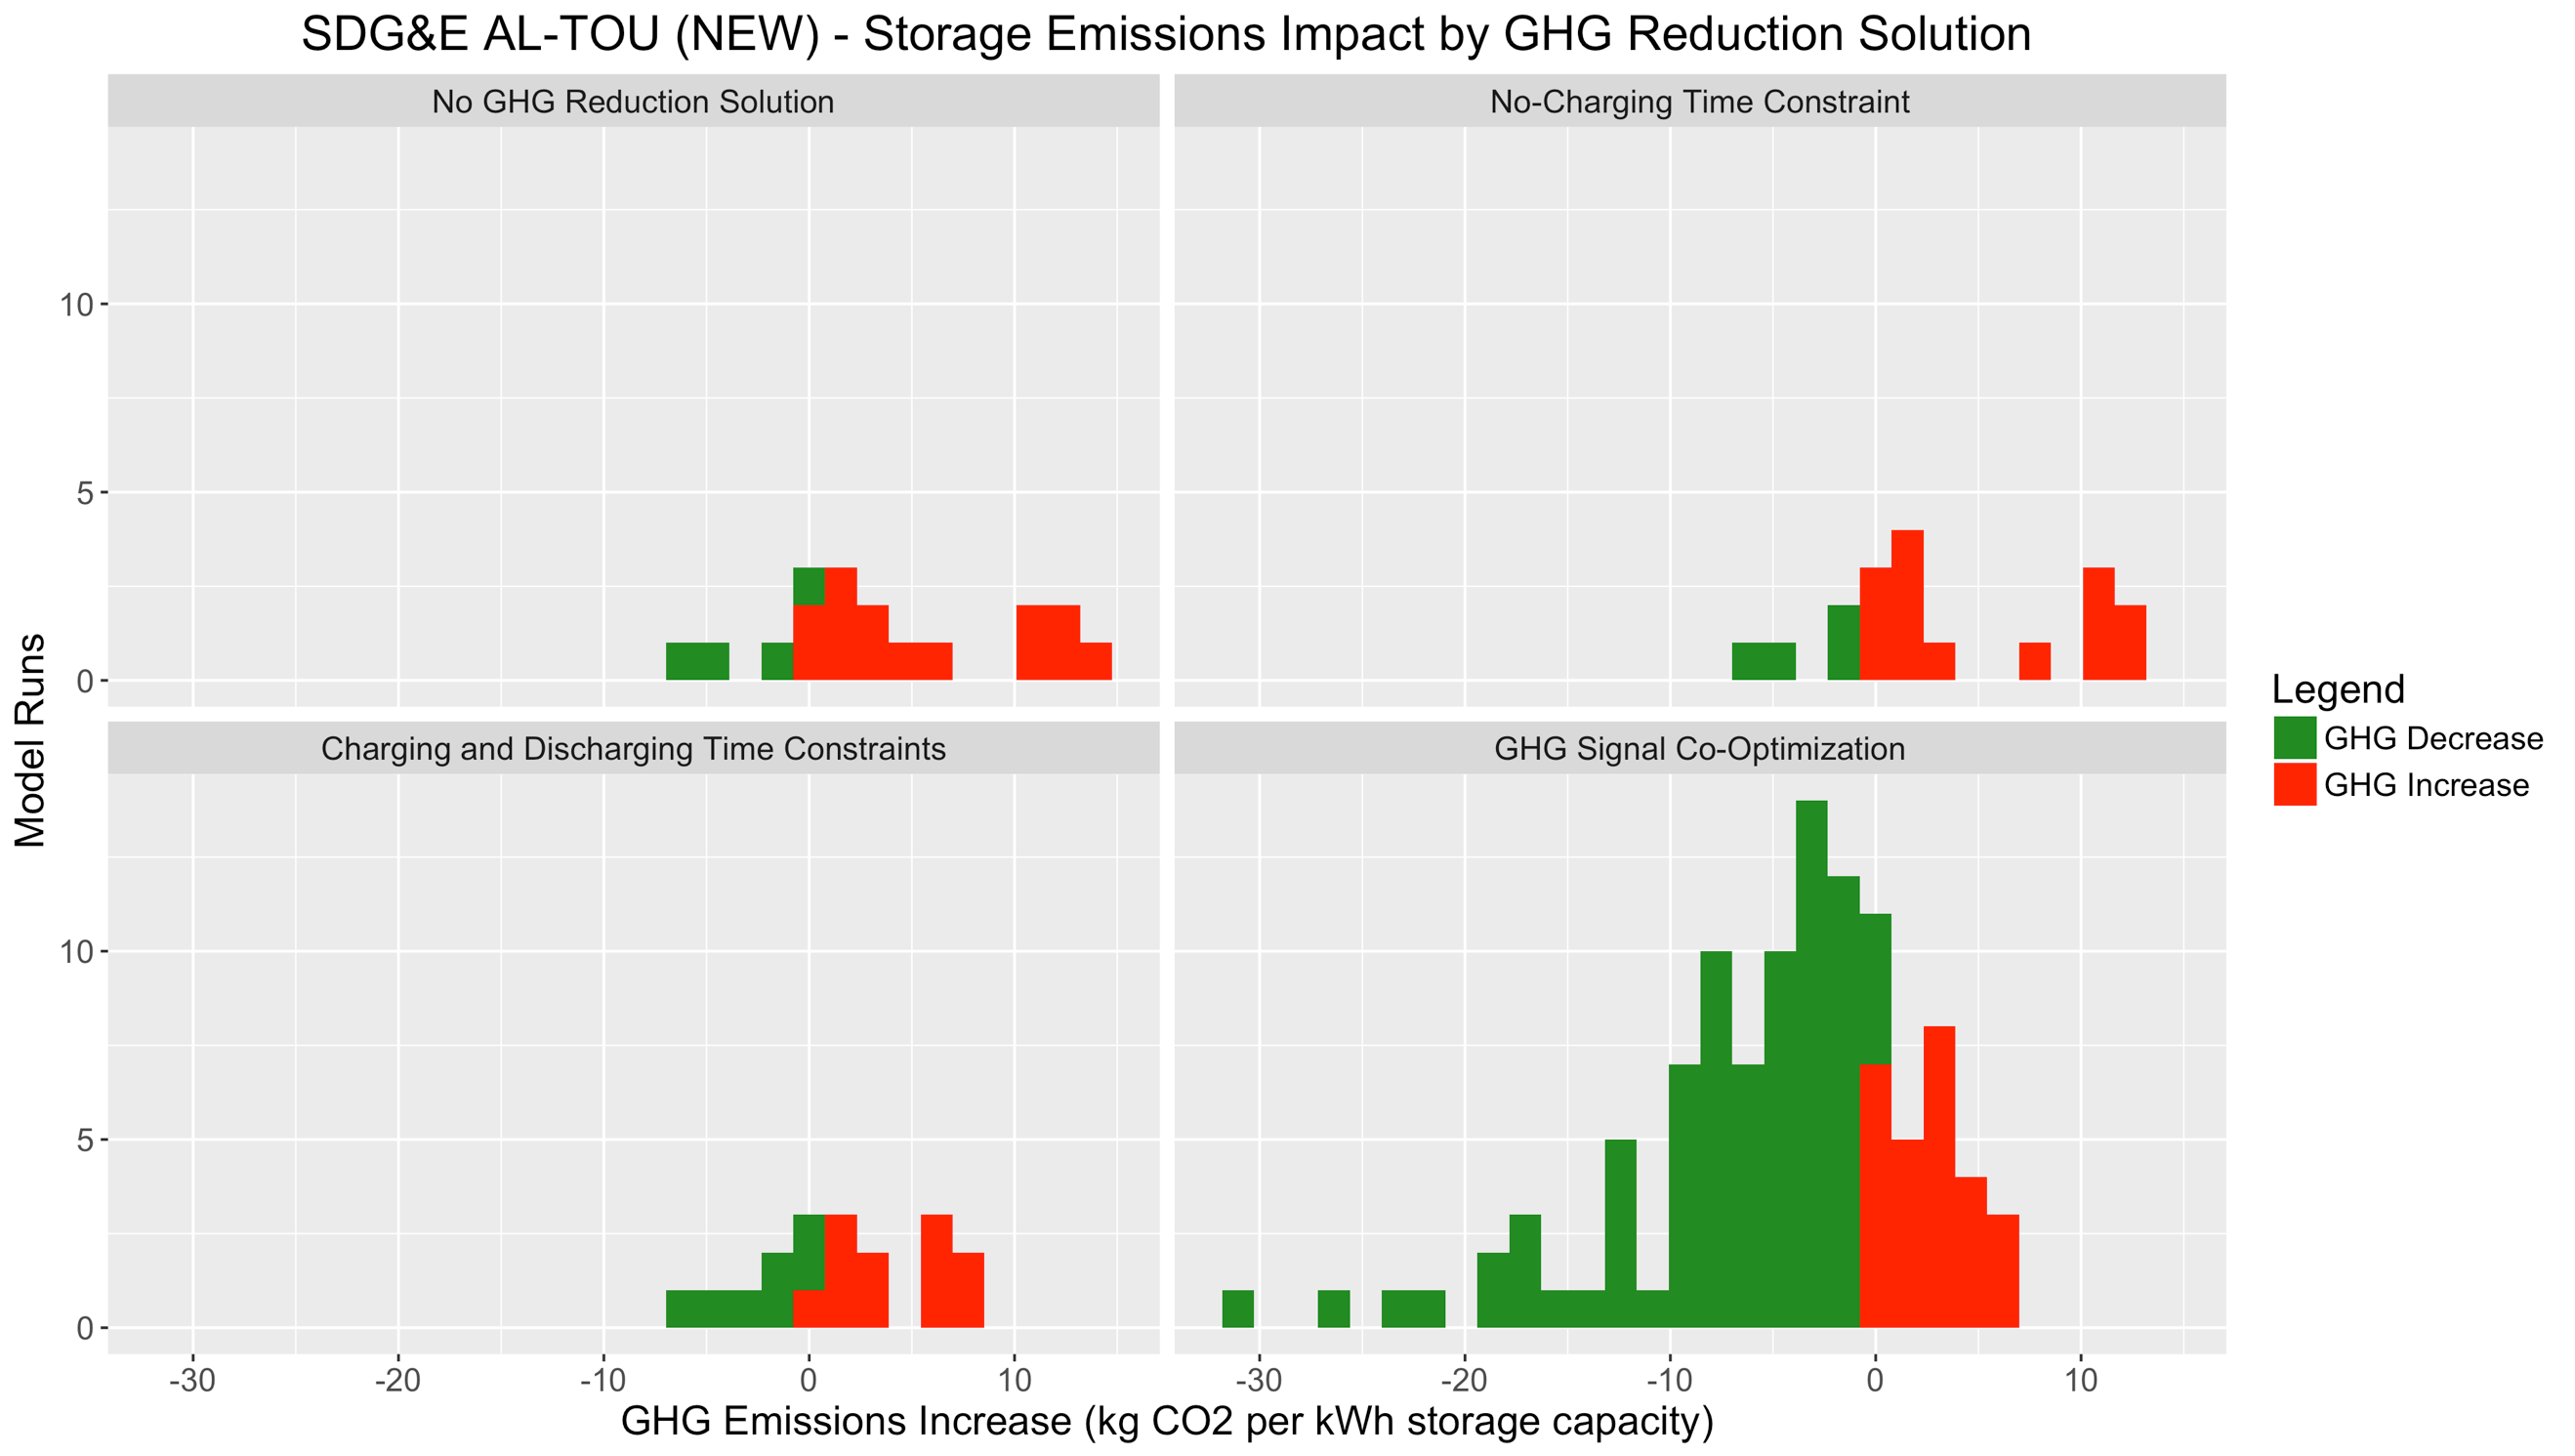 SDG&E AL-TOU (NEW) - Storage Emissions Impact by GHG Reduction Solution
No GHG Reduction Solution
No-Charging Time Constraint
10
5
0
Charging and Discharging Time Constraints
GHG Signal Co-Optimization
10
5
0
-30 -20 -10 0 10
-30 -20 -10 0 10
Model Runs
GHG Emissions Increase (kg CO2 per kWh storage capacity)
Legend
GHG Decrease
GHG Increase